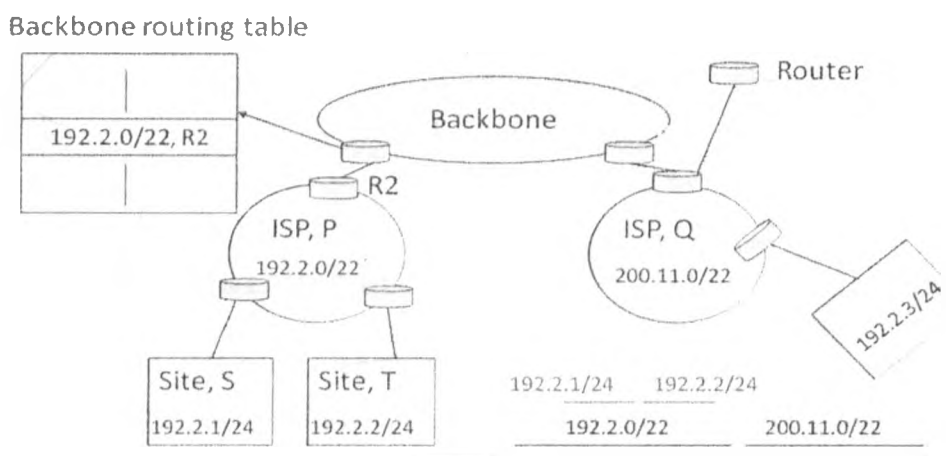 Backbone routing table
192.2.0/22, R2
Backbone
Router
R2
ISP, P
192.2.0/22
ISP, Q
200.11.0/22
192.2.3/24
Site, S
192.2.1/24
Site, T
192.2.2/24
192.2.1/24 192.2.2/24
192.2.0/22 200.11.0/22